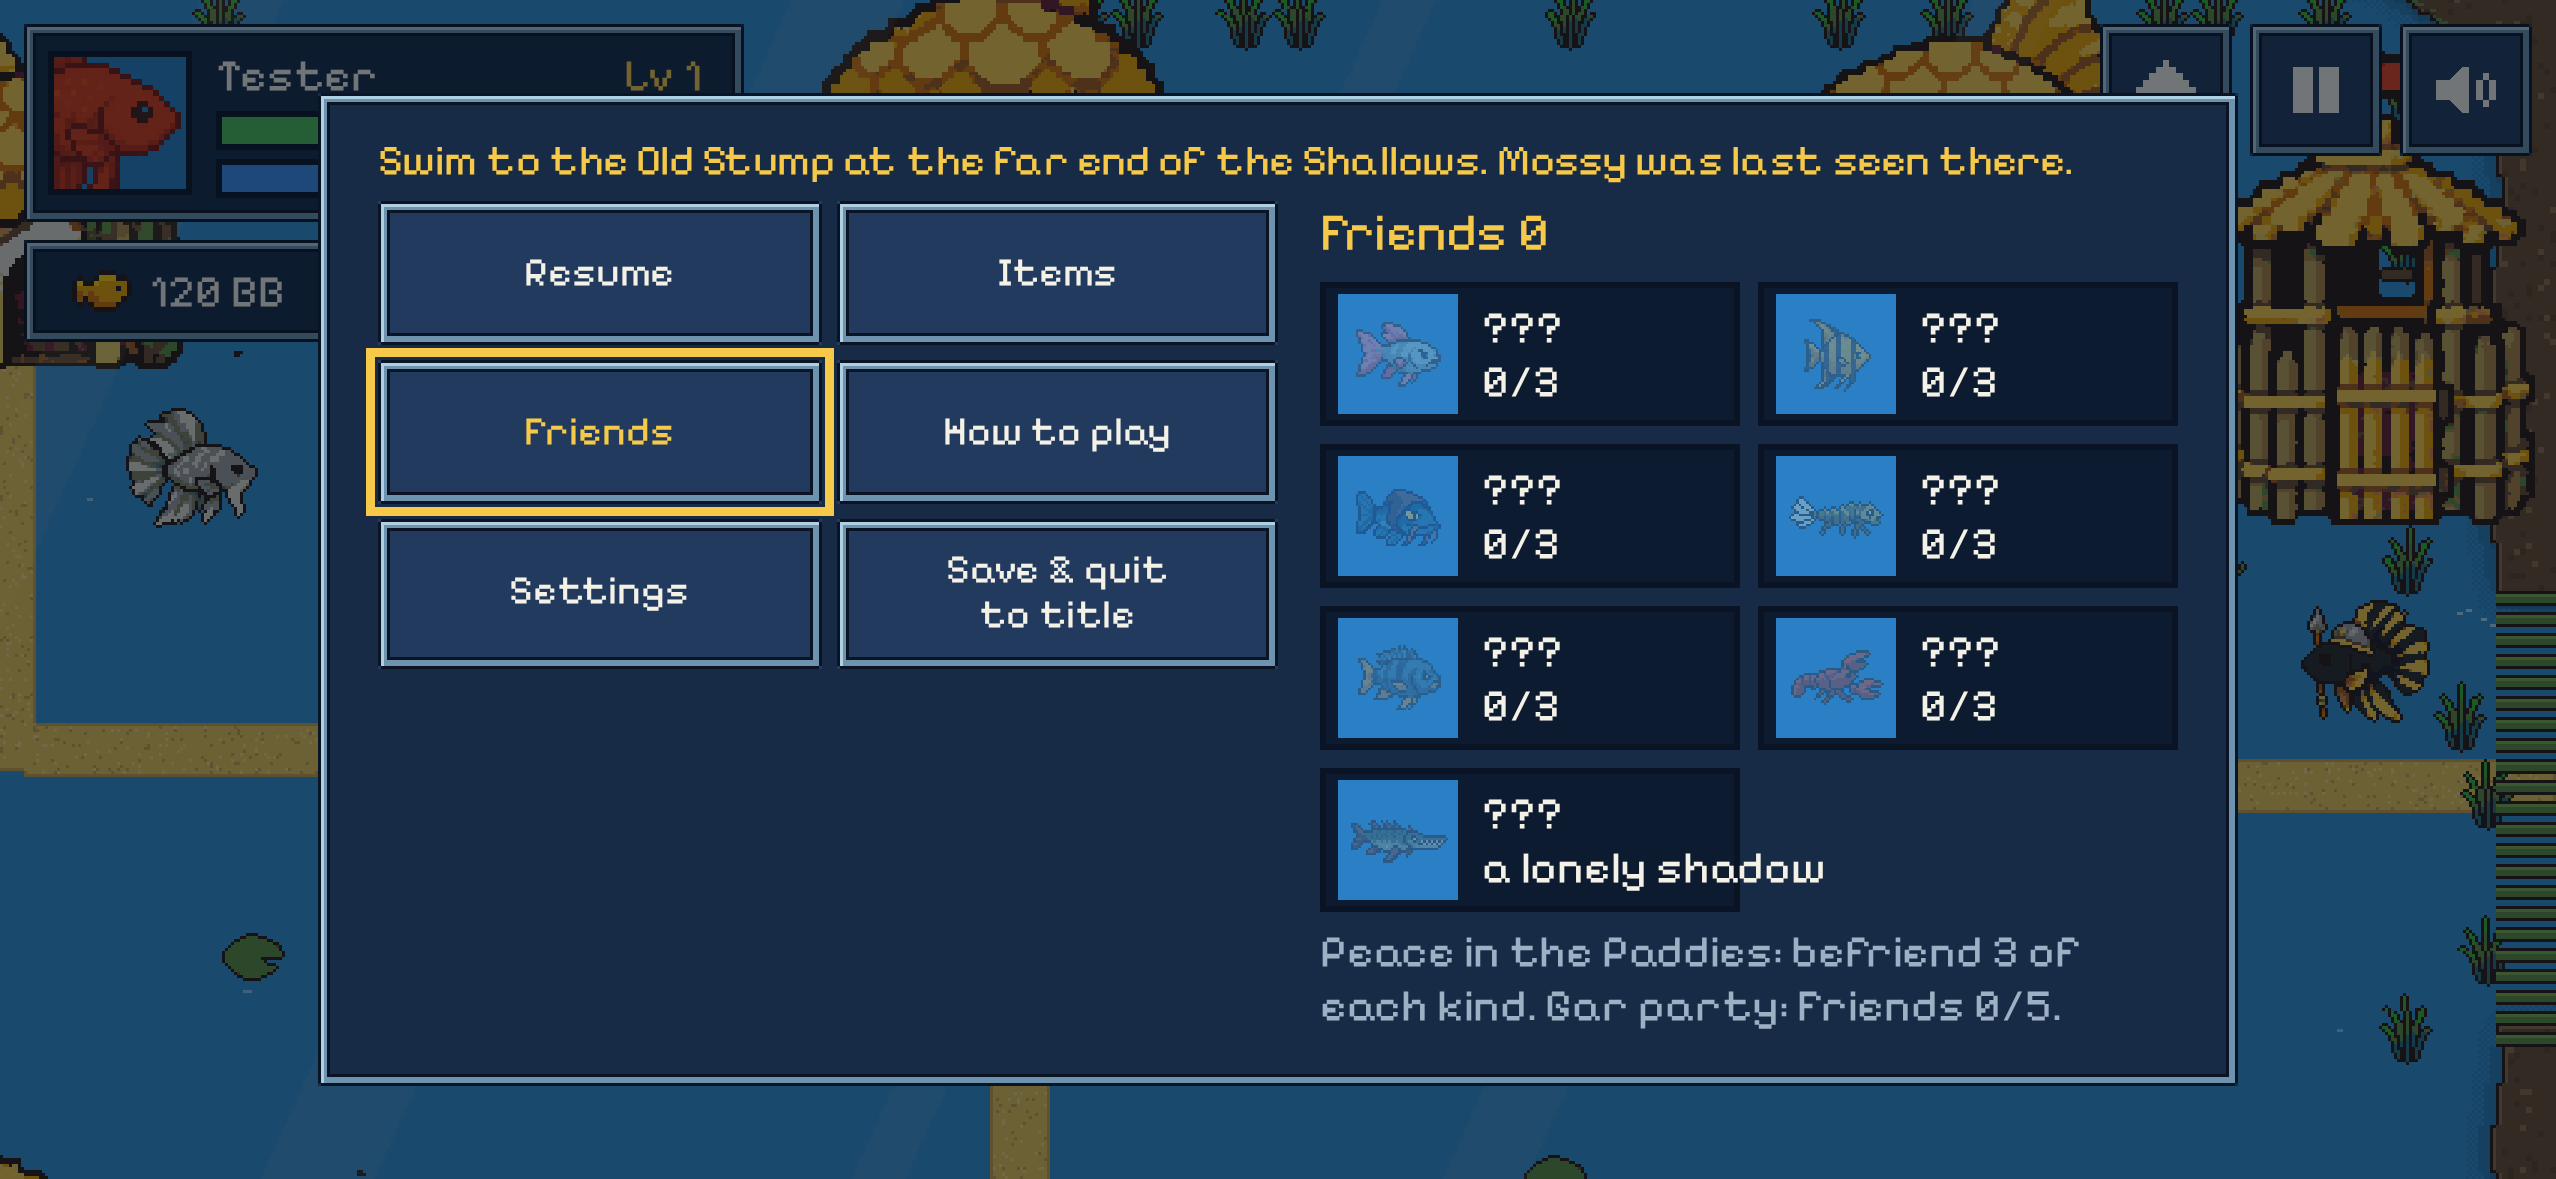 Tester Lv 1
120 BB
Swim to the Old Stump at the far end of the Shallows. Mossy was last seen there.
Resume
Items
Friends
How to play
Settings
Save & quit
to title
Friends 0
???
0/3
???
0/3
???
0/3
???
0/3
???
0/3
???
0/3
???
a lonely shadow
Peace in the Paddies: befriend 3 of
each kind. Gar party: Friends 0/5.